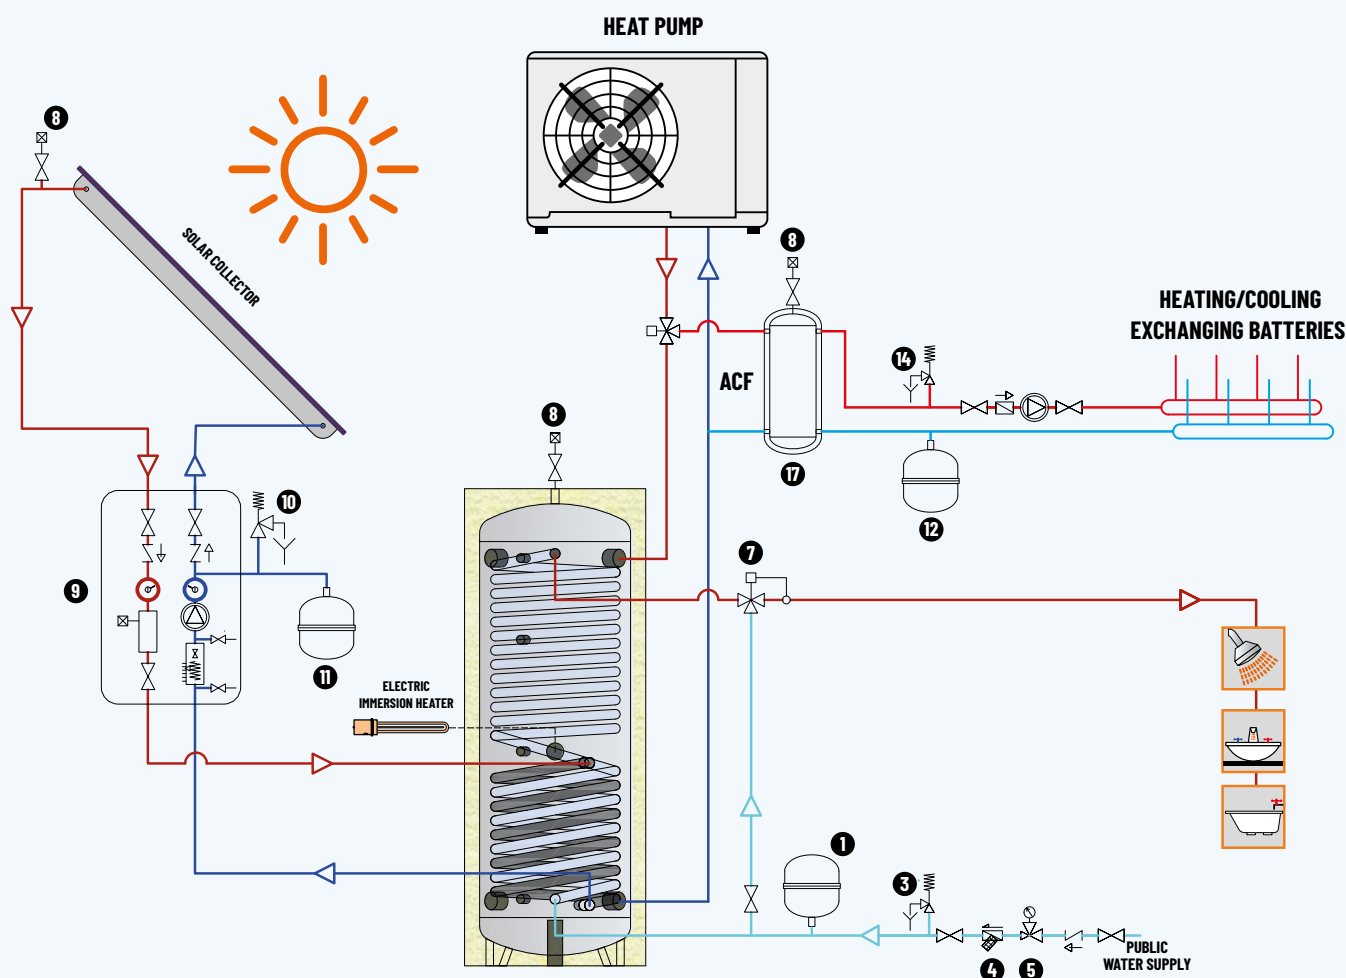 HEAT PUMP
8
SOLAR COLLECTOR
8
HEATING/COOLING
EXCHANGING BATTERIES
14
ACF
8
17
12
10
9
11
7
ELECTRIC
IMMERSION HEATER
1
3
4
5
PUBLIC
WATER SUPPLY